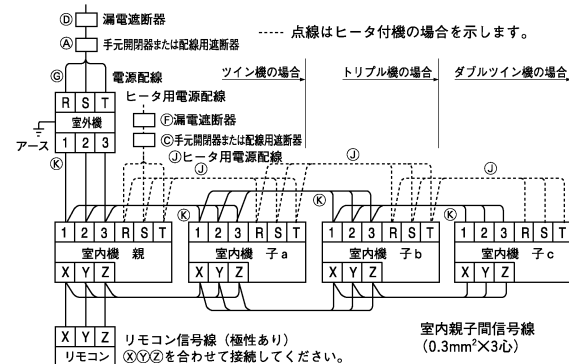 Ⓓ 漏電遮断器
Ⓐ 手元開閉器または配線用遮断器
----- 点線はヒータ付機の場合を示します。
Ⓖ 電源配線
ツイン機の場合 トリプル機の場合 ダブルツイン機の場合
R S T
ヒータ用電源配線
室外機
Ⓕ漏電遮断器
アース
1 2 3
Ⓒ手元開閉器または配線用遮断器
Ⓚ
Ⓙヒータ用電源配線
Ⓙ Ⓙ Ⓙ
Ⓚ Ⓚ Ⓚ
1 2 3 R S T 1 2 3 R S T 1 2 3 R S T 1 2 3 R S T
室内機 親 室内機 子a 室内機 子b 室内機 子c
X Y Z X Y Z X Y Z X Y Z
X Y Z
リモコン
リモコン信号線（極性あり）
ⓍⓎⓏを合わせて接続してください。
室内親子間信号線
（0.3mm²×3心）